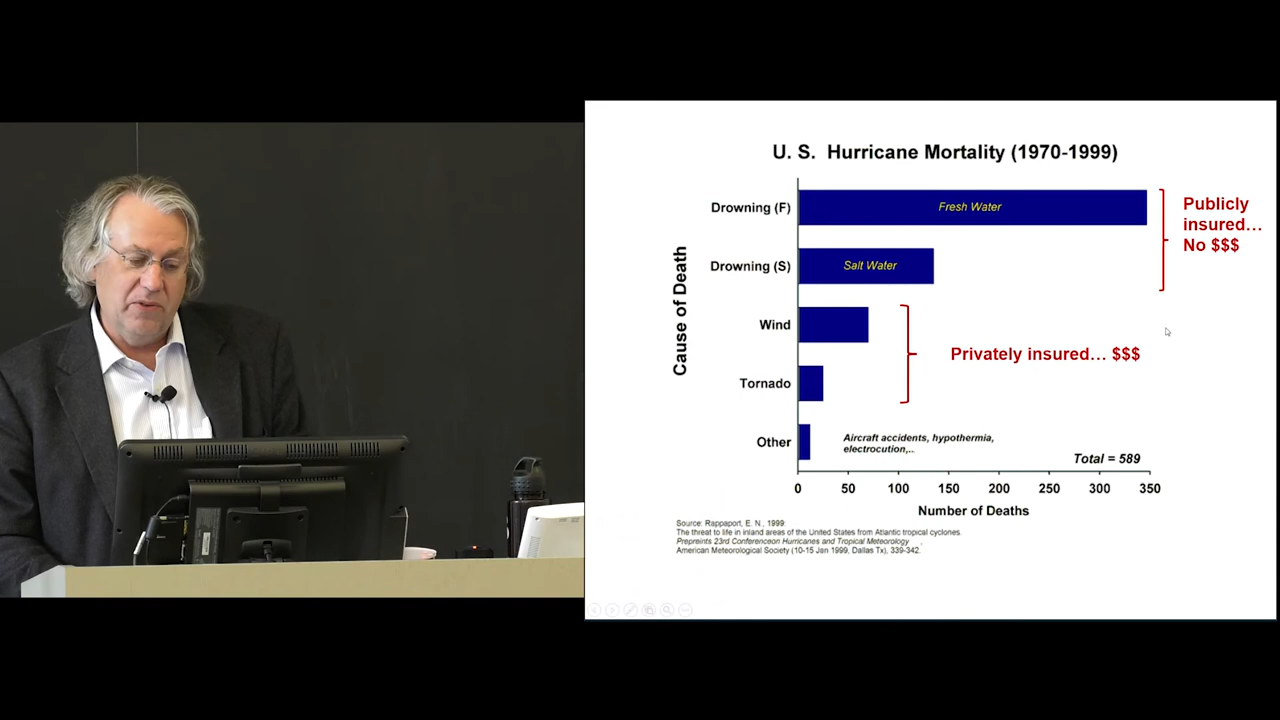 U. S. Hurricane Mortality (1970-1999)
Cause of Death
Drowning (F)
Fresh Water
Publicly
insured…
No $$$
Drowning (S)
Salt Water
Wind
Privately insured… $$$
Tornado
Other
Aircraft accidents, hypothermia,
electrocution,..
Total = 589
0 50 100 150 200 250 300 350
Number of Deaths
Source: Rappaport, E. N., 1999:
The threat to life in inland areas of the United States from Atlantic tropical cyclones.
Prepreints 23rd Conferenceon Hurricanes and Tropical Meteorology
American Meteorological Society (10-15 Jan 1999, Dallas Tx), 339-342.